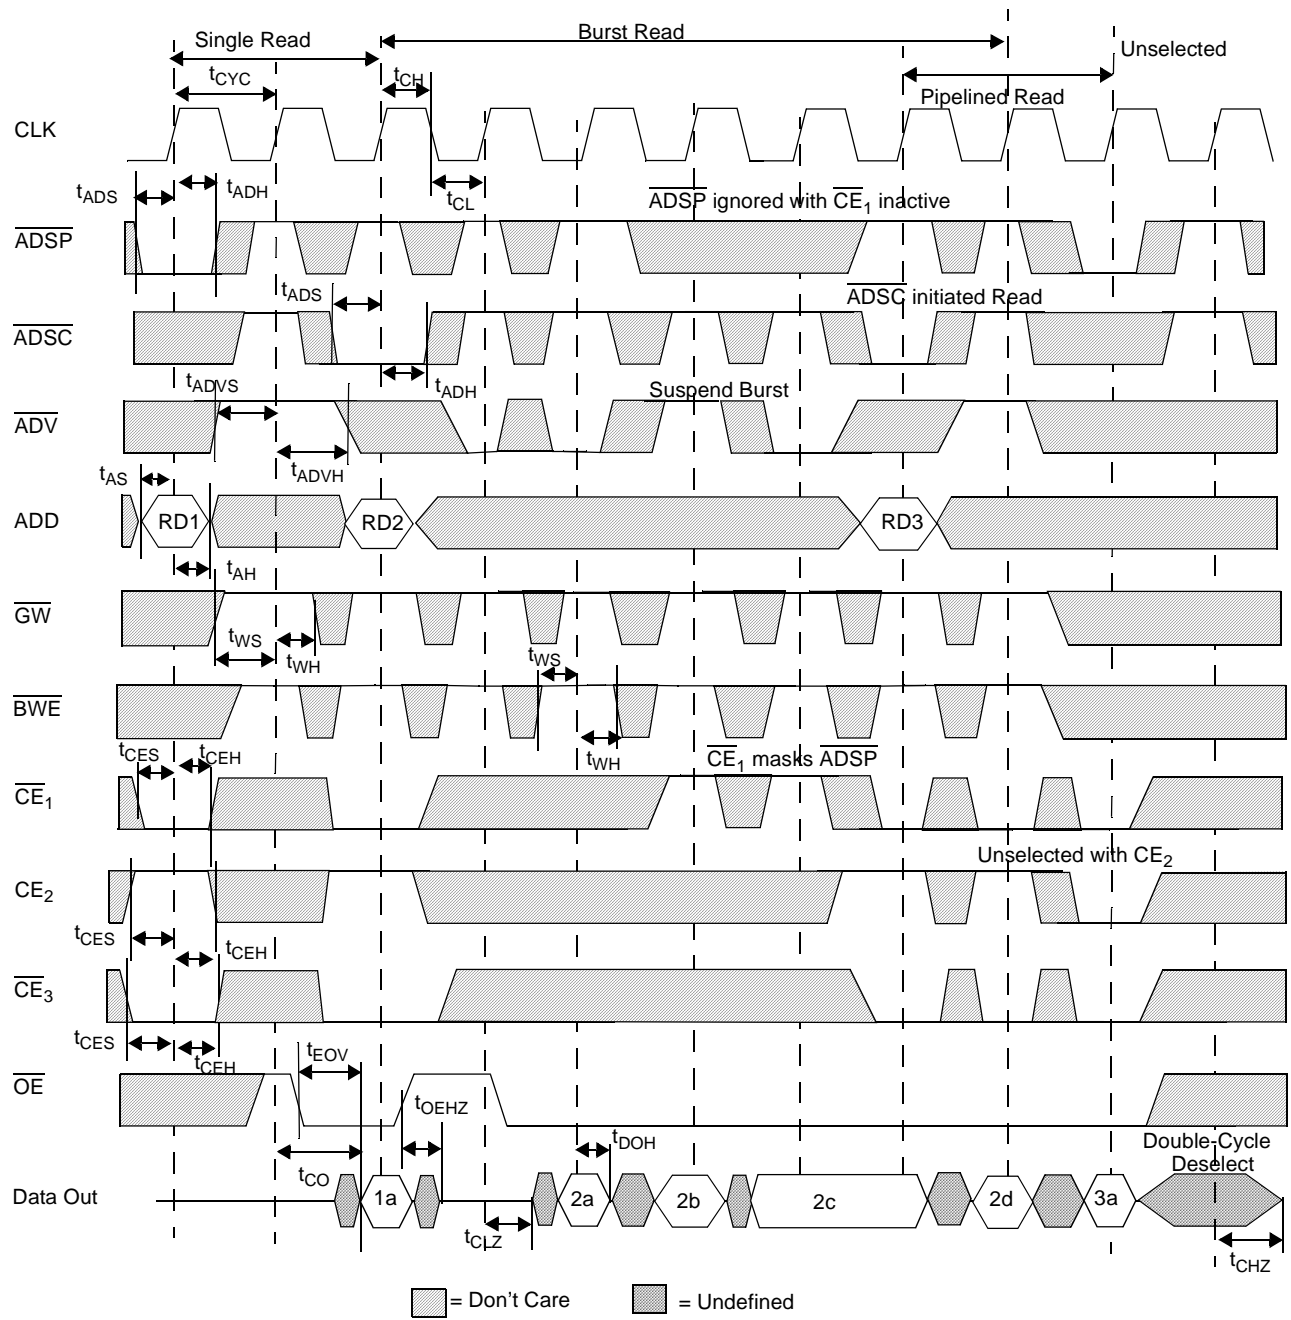 Single Read
Burst Read
Unselected
tCYC
tCH
Pipelined Read
CLK
tADS
tADH
tCL
ADSP ignored with CE1 inactive
ADSP
tADS
ADSC initiated Read
ADSC
tADVS
tADH
Suspend Burst
ADV
tAS
tADVH
ADD
RD1
RD2
RD3
tAH
GW
tWS
tWH
tWS
BWE
tCES
tCEH
tWH
CE1 masks ADSP
CE1
Unselected with CE2
CE2
tCES
tCEH
CE3
tCES
tCEH
tEOV
OE
tOEHZ
tCO
tDOH
Double-Cycle
Deselect
Data Out
1a
2a
2b
2c
2d
3a
tCLZ
tCHZ
= Don't Care
= Undefined